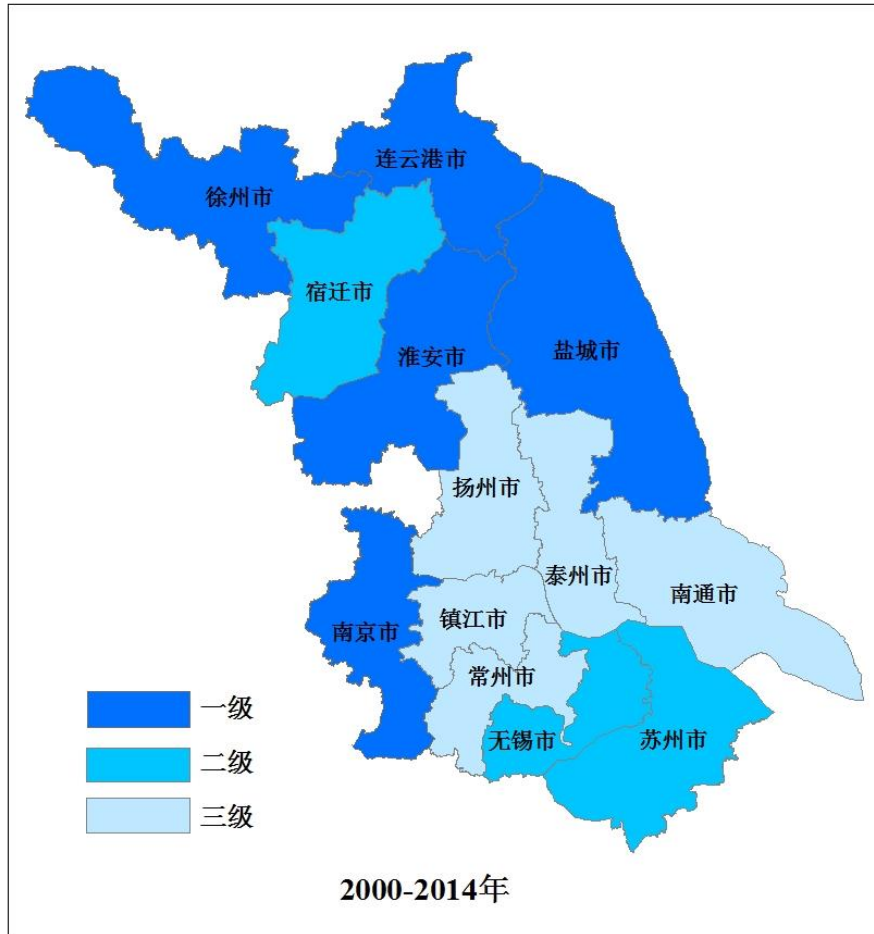 连云港市
徐州市
宿迁市
淮安市
盐城市
扬州市
泰州市
南通市
镇江市
南京市
常州市
无锡市
苏州市
一级
二级
三级
2000-2014年